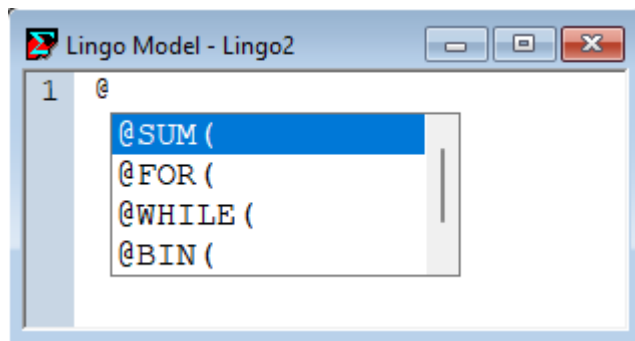 Lingo Model - Lingo2
1 @
@SUM(
@FOR(
@WHILE(
@BIN(